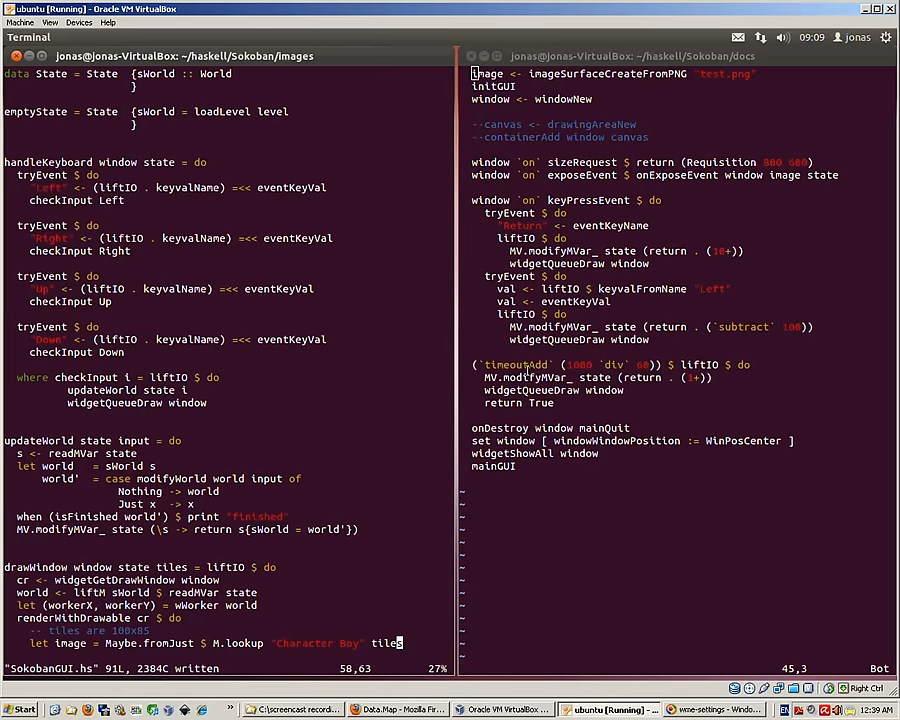 ubuntu [Running] - Oracle VM VirtualBox
Machine View Devices Help
Terminal
09:09
jonas
jonas@jonas-VirtualBox: ~/haskell/Sokoban/images
data State = State {sWorld :: World
}
emptyState = State {sWorld = loadLevel level
}
handleKeyboard window state = do
tryEvent $ do
"Left" <- (liftIO . keyvalName) =<< eventKeyVal
checkInput Left
tryEvent $ do
"Right" <- (liftIO . keyvalName) =<< eventKeyVal
checkInput Right
tryEvent $ do
"Up" <- (liftIO . keyvalName) =<< eventKeyVal
checkInput Up
tryEvent $ do
"Down" <- (liftIO . keyvalName) =<< eventKeyVal
checkInput Down
where checkInput i = liftIO $ do
updateWorld state i
widgetQueueDraw window
updateWorld state input = do
s <- readMVar state
let world = sWorld s
world' = case modifyWorld world input of
Nothing -> world
Just x -> x
when (isFinished world') $ print "finished"
MV.modifyMVar_ state (\s -> return s{sWorld = world'})
drawWindow window state tiles = liftIO $ do
cr <- widgetGetDrawWindow window
world <- liftM sWorld $ readMVar state
let (workerX, workerY) = wWorker world
renderWithDrawable cr $ do
-- tiles are 100x85
let image = Maybe.fromJust $ M.lookup "Character Boy" tiles
"SokobanGUI.hs" 91L, 2384C written
58,63
27%
jonas@jonas-VirtualBox: ~/haskell/Sokoban/docs
image <- imageSurfaceCreateFromPNG "test.png"
initGUI
window <- windowNew
--canvas <- drawingAreaNew
--containerAdd window canvas
window `on` sizeRequest $ return (Requisition 800 600)
window `on` exposeEvent $ onExposeEvent window image state
window `on` keyPressEvent $ do
tryEvent $ do
"Return" <- eventKeyName
liftIO $ do
MV.modifyMVar_ state (return . (10+))
widgetQueueDraw window
tryEvent $ do
val <- liftIO $ keyvalFromName "Left"
val <- eventKeyVal
liftIO $ do
MV.modifyMVar_ state (return . (`subtract` 100))
widgetQueueDraw window
(`timeoutAdd` (1000 `div` 60)) $ liftIO $ do
MV.modifyMVar_ state (return . (1+))
widgetQueueDraw window
return True
onDestroy window mainQuit
set window [ windowWindowPosition := WinPosCenter ]
widgetShowAll window
mainGUI
~
~
~
~
~
~
~
~
~
~
~
~
~
~
45,3
Bot
Right Ctrl
Start
C:\screencast recordi...
Data.Map - Mozilla Firef...
Oracle VM VirtualBox ...
ubuntu [Running] - ...
wme-settings - Window...
EN
12:39 AM